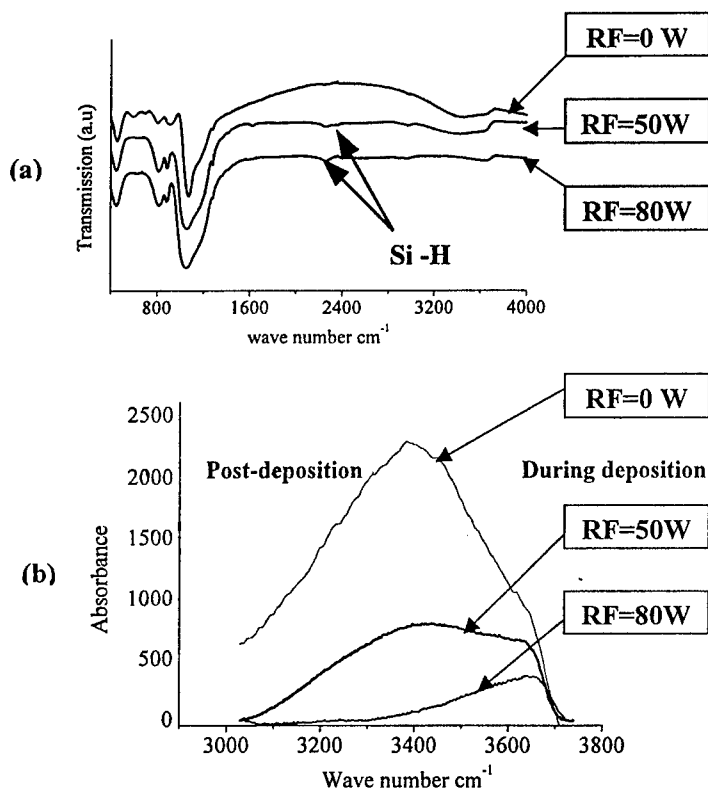 RF=0 W
RF=50W
RF=80W
(a)
Transmission (a.u)
Si -H
800
1600
2400
3200
4000
wave number cm-1
(b)
Absorbance
2500
2000
1500
1000
500
0
Post-deposition
During deposition
RF=0 W
RF=50W
RF=80W
3000
3200
3400
3600
3800
Wave number cm-1